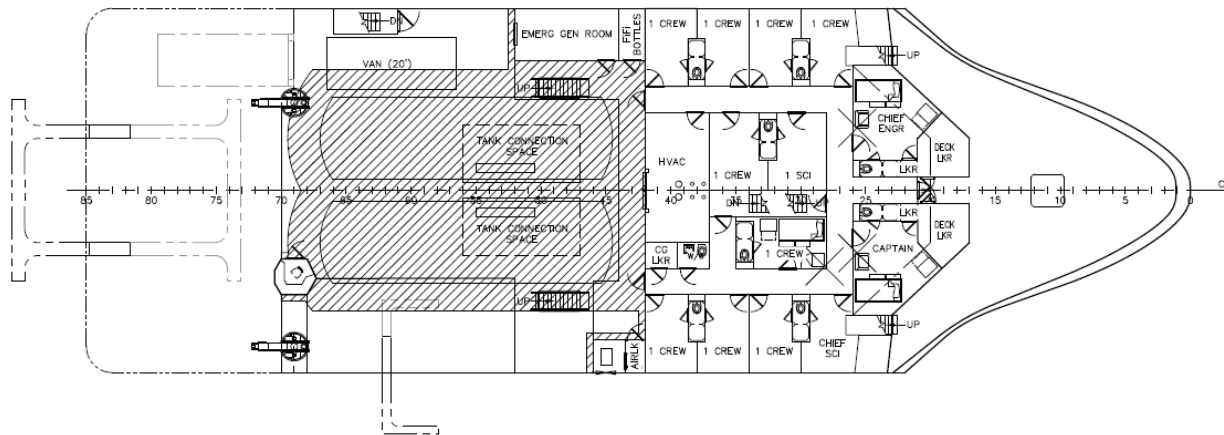 DN
EMERG GEN ROOM
FiFi
BOTTLES
1 CREW
1 CREW
1 CREW
1 CREW
UP
VAN (20')
UP
CHIEF
ENGR
DECK
LKR
TANK CONNECTION
SPACE
HVAC
1 CREW
1 SCI
LKR
85
80
75
70
65
60
55
50
45
40
35
30
25
20
15
10
5
0
C
DN
UP
TANK CONNECTION
SPACE
LKR
DECK
LKR
CG
LKR
W/D
1 CREW
CAPTAIN
UP
UP
AIRLK
1 CREW
1 CREW
1 CREW
CHIEF
SCI